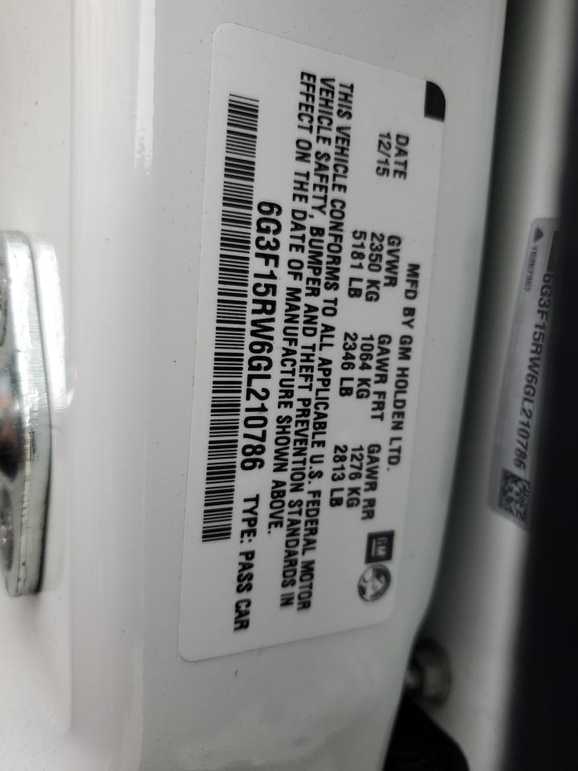 MFD BY GM HOLDEN LTD.
DATE GVWR GAWR FRT GAWR RR
12/15 2350 KG 1064 KG 1276 KG
5181 LB 2346 LB 2813 LB
THIS VEHICLE CONFORMS TO ALL APPLICABLE U.S. FEDERAL MOTOR
VEHICLE SAFETY, BUMPER AND THEFT PREVENTION STANDARDS IN
EFFECT ON THE DATE OF MANUFACTURE SHOWN ABOVE.
6G3F15RW6GL210786 TYPE: PASS CAR
GM
6G3F15RW6GL210786